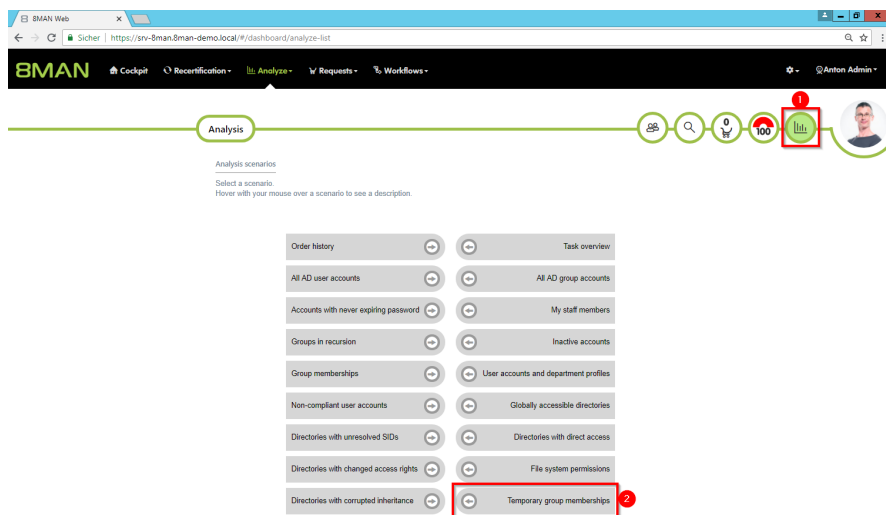 8MAN Web
Sicher | https://srv-8man.8man-demo.local/#/dashboard/analyze-list
8MAN Cockpit Recertification Analyze Requests Workflows Anton Admin
1
Analysis 0 100
Analysis scenarios
Select a scenario.
Hover with your mouse over a scenario to see a description.
Order history Task overview
All AD user accounts All AD group accounts
Accounts with never expiring password My staff members
Groups in recursion Inactive accounts
Group memberships User accounts and department profiles
Non-compliant user accounts Globally accessible directories
Directories with unresolved SIDs Directories with direct access
Directories with changed access rights File system permissions
Directories with corrupted inheritance Temporary group memberships 2